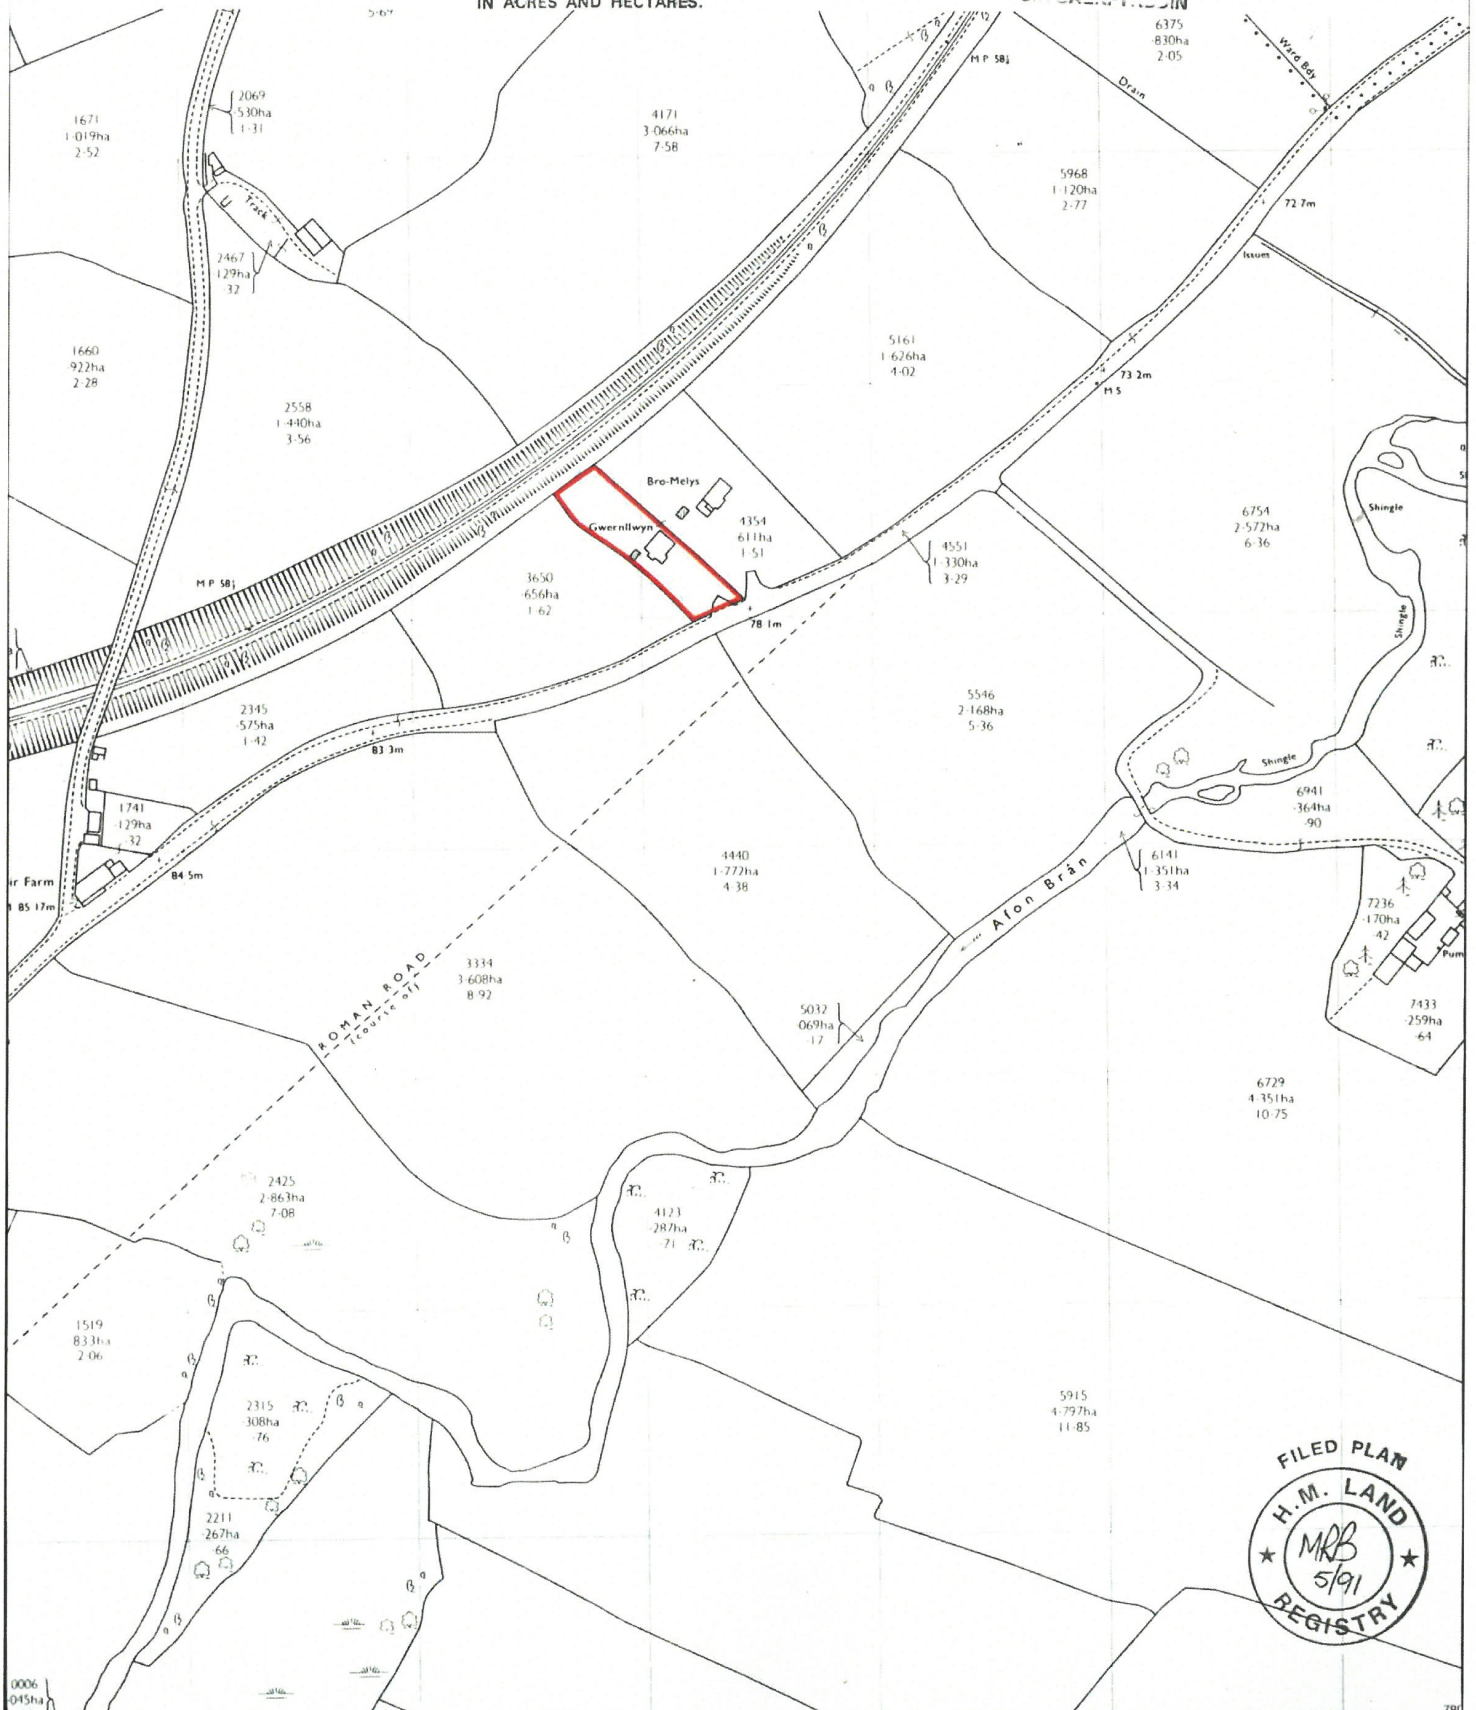 IN ACRES AND HECTARES.
6375
·830ha
2·05
Ward Bdy
M P 58¼
Drain
2069
·530ha
1·31
1671
1·019ha
2·52
4171
3·066ha
7·58
5968
1·120ha
2·77
72·7m
Track
Issues
2467
·129ha
·32
1660
·922ha
2·28
5161
1·626ha
4·02
73·2m
M 5
2558
1·440ha
3·56
Bro-Melys
Gwernllwyn
4354
·611ha
1·51
6754
2·572ha
6·36
Shingle
4551
1·330ha
3·29
M P 58½
3650
·656ha
1·62
78·1m
Shingle
2345
·575ha
1·42
5546
2·168ha
5·36
83·3m
Shingle
1741
·129ha
·32
6941
·364ha
·90
84·5m
Farm
85·17m
4440
1·772ha
4·38
6141
1·351ha
3·34
Afon Brân
7236
·170ha
·42
Pum
ROMAN ROAD
(course of)
3334
3·608ha
8·92
5032
·069ha
·17
7433
·259ha
·64
6729
4·351ha
10·75
2425
2·863ha
7·08
4123
·287ha
·71
1519
·833ha
2·06
2315
·308ha
·76
5915
4·797ha
11·85
2211
·267ha
·66
FILED PLAN
H.M. LAND
MRB
5/91
REGISTRY
0006
·045ha